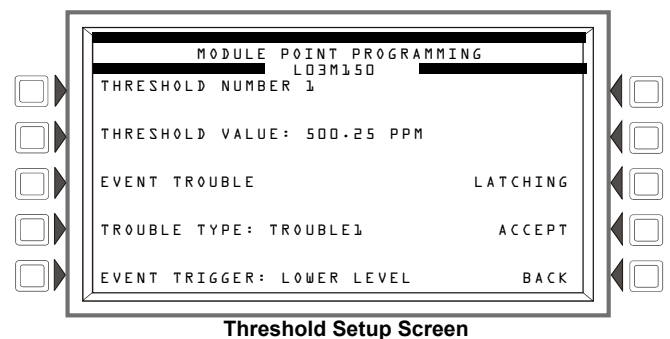 MODULE POINT PROGRAMMING
L03M150
THRESHOLD NUMBER 1
THRESHOLD VALUE: 500.25 PPM
EVENT TROUBLE LATCHING
TROUBLE TYPE: TROUBLE1 ACCEPT
EVENT TRIGGER: LOWER LEVEL BACK
Threshold Setup Screen